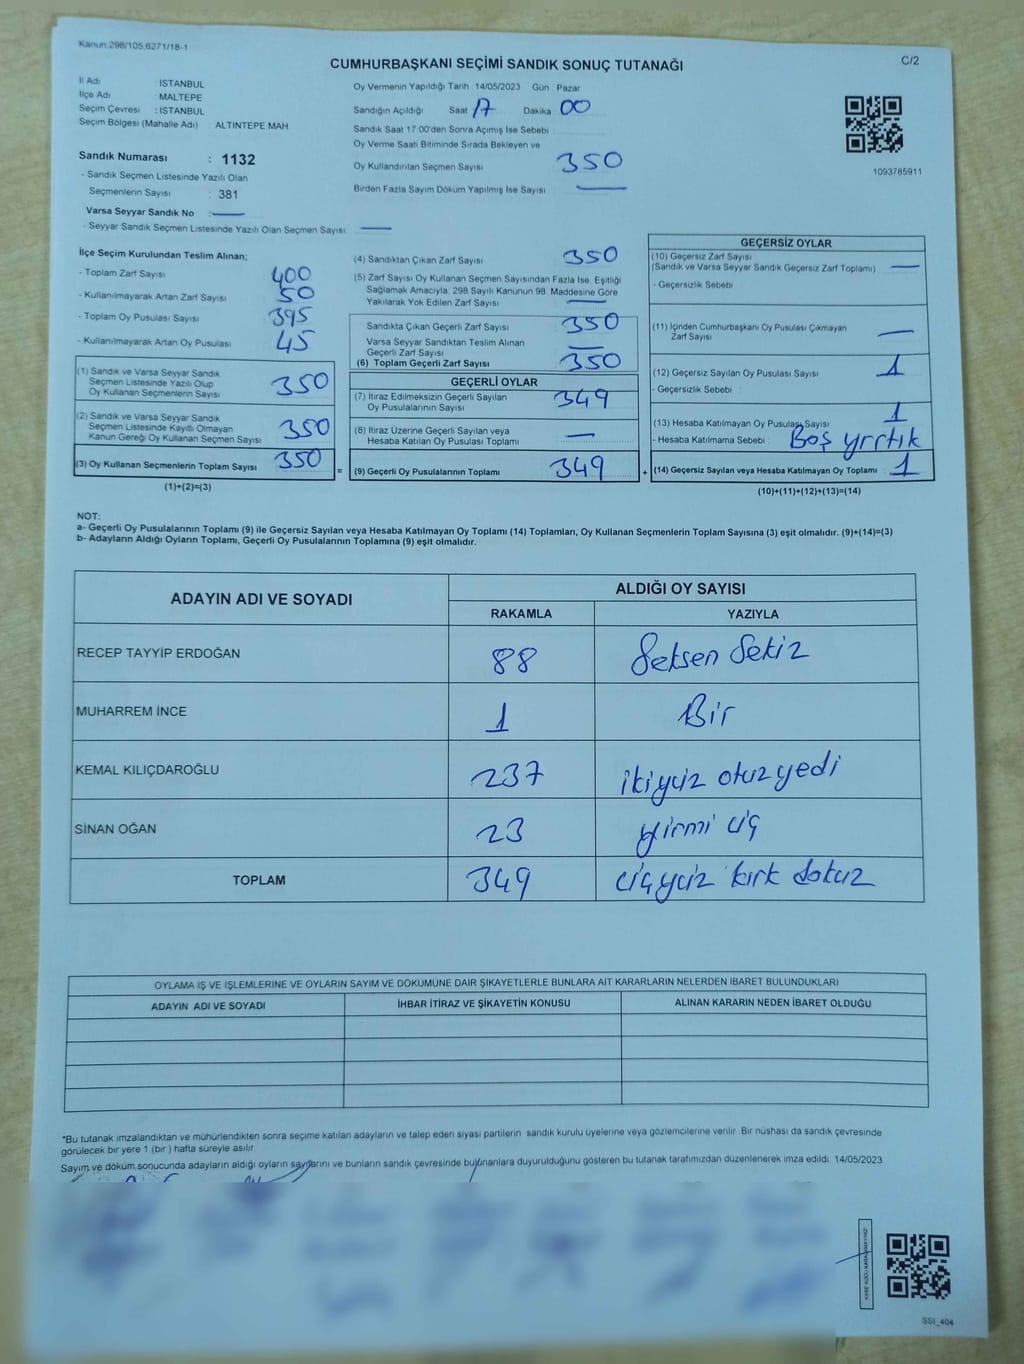 Kanun:298/105,6271/18-1
C/2
CUMHURBAŞKANI SEÇİMİ SANDIK SONUÇ TUTANAĞI
İl Adı İSTANBUL
İlçe Adı MALTEPE
Seçim Çevresi : İSTANBUL
Seçim Bölgesi (Mahalle Adı) ALTINTEPE MAH
Sandık Numarası : 1132
- Sandık Seçmen Listesinde Yazılı Olan
Seçmenlerin Sayısı : 381
Varsa Seyyar Sandık No :
- Seyyar Sandık Seçmen Listesinde Yazılı Olan Seçmen Sayısı:
Oy Vermenin Yapıldığı Tarih : 14/05/2023 Gün : Pazar
Sandığın Açıldığı Saat 17 Dakika 00
Sandık Saat 17:00'den Sonra Açılmış İse Sebebi
Oy Verme Saati Bitiminde Sırada Bekleyen ve
Oy Kullandırılan Seçmen Sayısı 350
Birden Fazla Sayım Döküm Yapılmış İse Sayısı
1093785911
İlçe Seçim Kurulundan Teslim Alınan;
- Toplam Zarf Sayısı 400
- Kullanılmayarak Artan Zarf Sayısı 50
- Toplam Oy Pusulası Sayısı 395
- Kullanılmayarak Artan Oy Pusulası 45
(1) Sandık ve Varsa Seyyar Sandık
Seçmen Listesinde Yazılı Olup
Oy Kullanan Seçmenlerin Sayısı 350
(2) Sandık ve Varsa Seyyar Sandık
Seçmen Listesinde Kayıtlı Olmayan
Kanun Gereği Oy Kullanan Seçmen Sayısı 350
(3) Oy Kullanan Seçmenlerin Toplam Sayısı 350
(1)+(2)=(3)
(4) Sandıktan Çıkan Zarf Sayısı 350
(5) Zarf Sayısı Oy Kullanan Seçmen Sayısından Fazla İse, Eşitliği
Sağlamak Amacıyla, 298 Sayılı Kanunun 98. Maddesine Göre
Yakılarak Yok Edilen Zarf Sayısı
Sandıkta Çıkan Geçerli Zarf Sayısı 350
Varsa Seyyar Sandıktan Teslim Alınan
Geçerli Zarf Sayısı
(6) Toplam Geçerli Zarf Sayısı 350
GEÇERLİ OYLAR
(7) İtiraz Edilmeksizin Geçerli Sayılan
Oy Pusulalarının Sayısı 349
(8) İtiraz Üzerine Geçerli Sayılan veya
Hesaba Katılan Oy Pusulası Toplamı
= (9) Geçerli Oy Pusulalarının Toplamı 349
GEÇERSİZ OYLAR
(10) Geçersiz Zarf Sayısı
(Sandık ve Varsa Seyyar Sandık Geçersiz Zarf Toplamı)
- Geçersizlik Sebebi
(11) İçinden Cumhurbaşkanı Oy Pusulası Çıkmayan
Zarf Sayısı
(12) Geçersiz Sayılan Oy Pusulası Sayısı 1
- Geçersizlik Sebebi
(13) Hesaba Katılmayan Oy Pusulası Sayısı 1
- Hesaba Katılmama Sebebi Boş yırtık
+ (14) Geçersiz Sayılan veya Hesaba Katılmayan Oy Toplamı 1
(10)+(11)+(12)+(13)=(14)
NOT:
a- Geçerli Oy Pusulalarının Toplamı (9) ile Geçersiz Sayılan veya Hesaba Katılmayan Oy Toplamı (14) Toplamları, Oy Kullanan Seçmenlerin Toplam Sayısına (3) eşit olmalıdır. (9)+(14)=(3)
b- Adayların Aldığı Oyların Toplamı, Geçerli Oy Pusulalarının Toplamına (9) eşit olmalıdır.
ADAYIN ADI VE SOYADI
ALDIĞI OY SAYISI
RAKAMLA YAZIYLA
RECEP TAYYİP ERDOĞAN 88 Seksen Sekiz
MUHARREM İNCE 1 Bir
KEMAL KILIÇDAROĞLU 237 ikiyüz otuz yedi
SİNAN OĞAN 23 yirmi üç
TOPLAM 349 üçyüz kırk dokuz
OYLAMA İŞ VE İŞLEMLERİNE VE OYLARIN SAYIM VE DÖKÜMÜNE DAİR ŞİKAYETLERLE BUNLARA AİT KARARLARIN NELERDEN İBARET BULUNDUKLARI
ADAYIN ADI VE SOYADI İHBAR İTİRAZ VE ŞİKAYETİN KONUSU ALINAN KARARIN NEDEN İBARET OLDUĞU
*Bu tutanak imzalandıktan ve mühürlendikten sonra seçime katılan adayların ve talep eden siyasi partilerin sandık kurulu üyelerine veya gözlemcilerine verilir. Bir nüshası da sandık çevresinde
görülecek bir yere 1 (bir) hafta süreyle asılır.
Sayım ve döküm sonucunda adayların aldığı oyların sayılarını ve bunların sandık çevresinde bulunanlara duyurulduğunu gösteren bu tutanak tarafımızdan düzenlenerek imza edildi. 14/05/2023
SSI_404